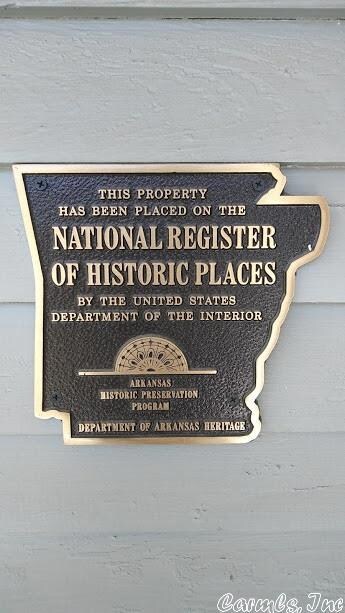 THIS PROPERTY
HAS BEEN PLACED ON THE
NATIONAL REGISTER
OF HISTORIC PLACES
BY THE UNITED STATES
DEPARTMENT OF THE INTERIOR
ARKANSAS
HISTORIC PRESERVATION
PROGRAM
DEPARTMENT OF ARKANSAS HERITAGE
Carmls, Inc